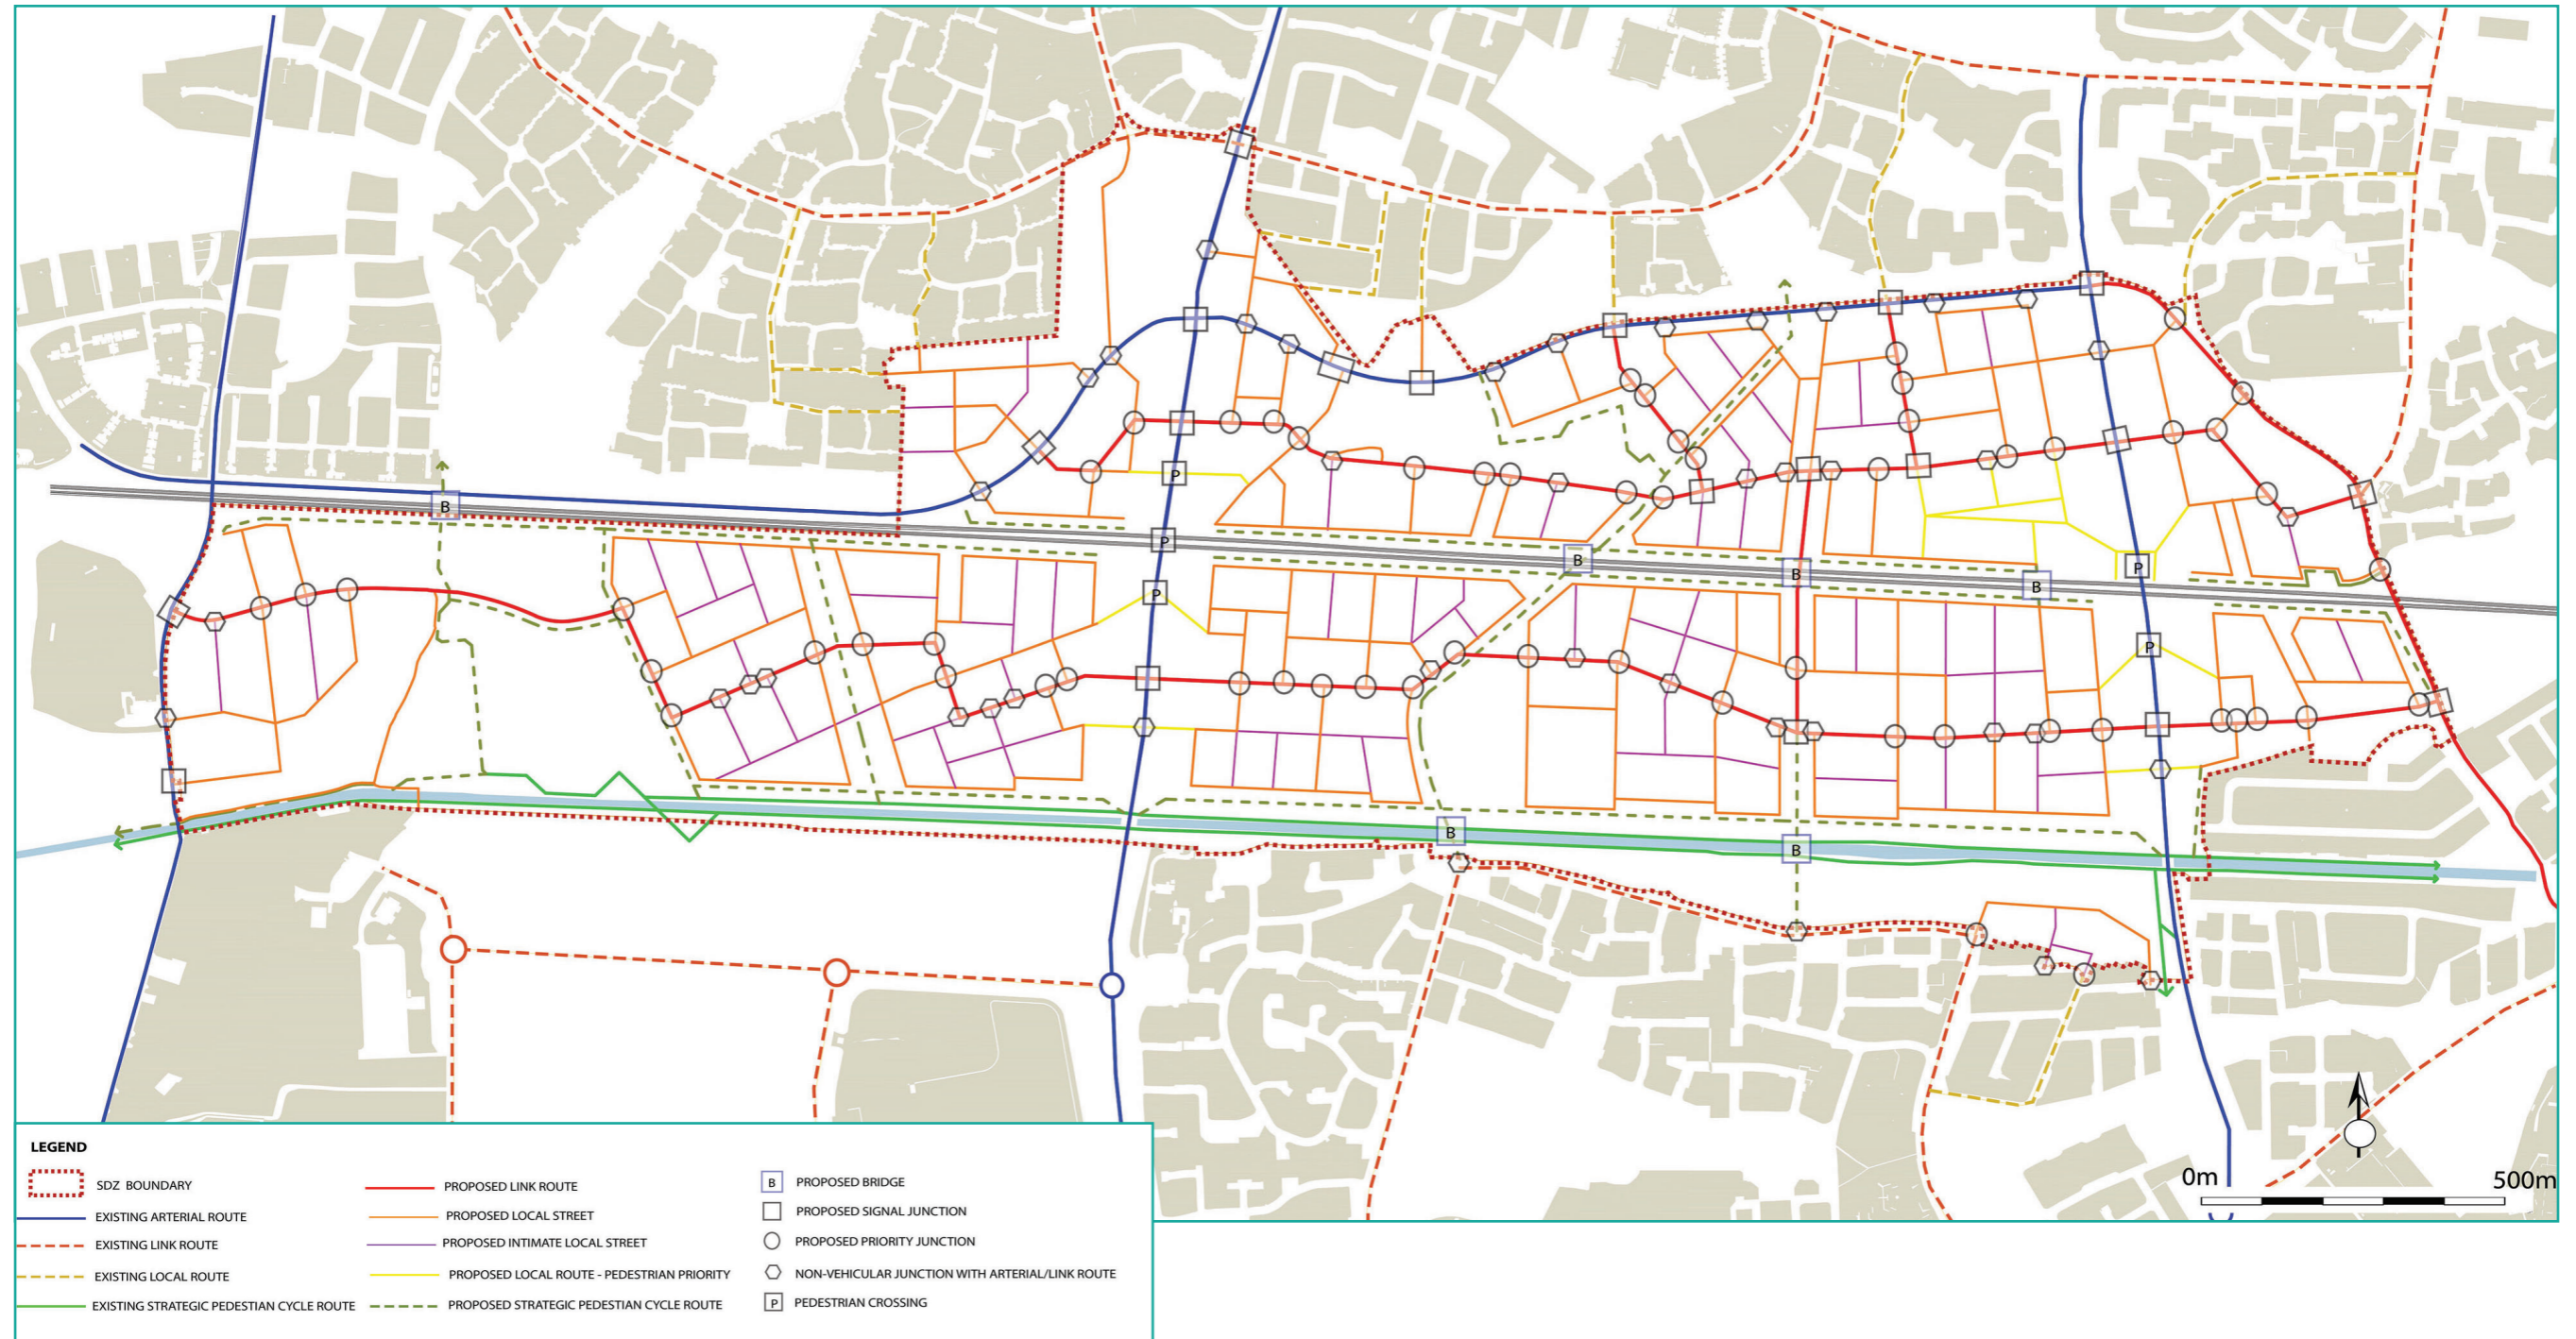 B
P
P
B
B
B
P
P
P
B
B
0m
500m
LEGEND
SDZ BOUNDARY
EXISTING ARTERIAL ROUTE
EXISTING LINK ROUTE
EXISTING LOCAL ROUTE
EXISTING STRATEGIC PEDESTIAN CYCLE ROUTE
PROPOSED LINK ROUTE
PROPOSED LOCAL STREET
PROPOSED INTIMATE LOCAL STREET
PROPOSED LOCAL ROUTE - PEDESTRIAN PRIORITY
PROPOSED STRATEGIC PEDESTIAN CYCLE ROUTE
B PROPOSED BRIDGE
PROPOSED SIGNAL JUNCTION
PROPOSED PRIORITY JUNCTION
NON-VEHICULAR JUNCTION WITH ARTERIAL/LINK ROUTE
P PEDESTRIAN CROSSING